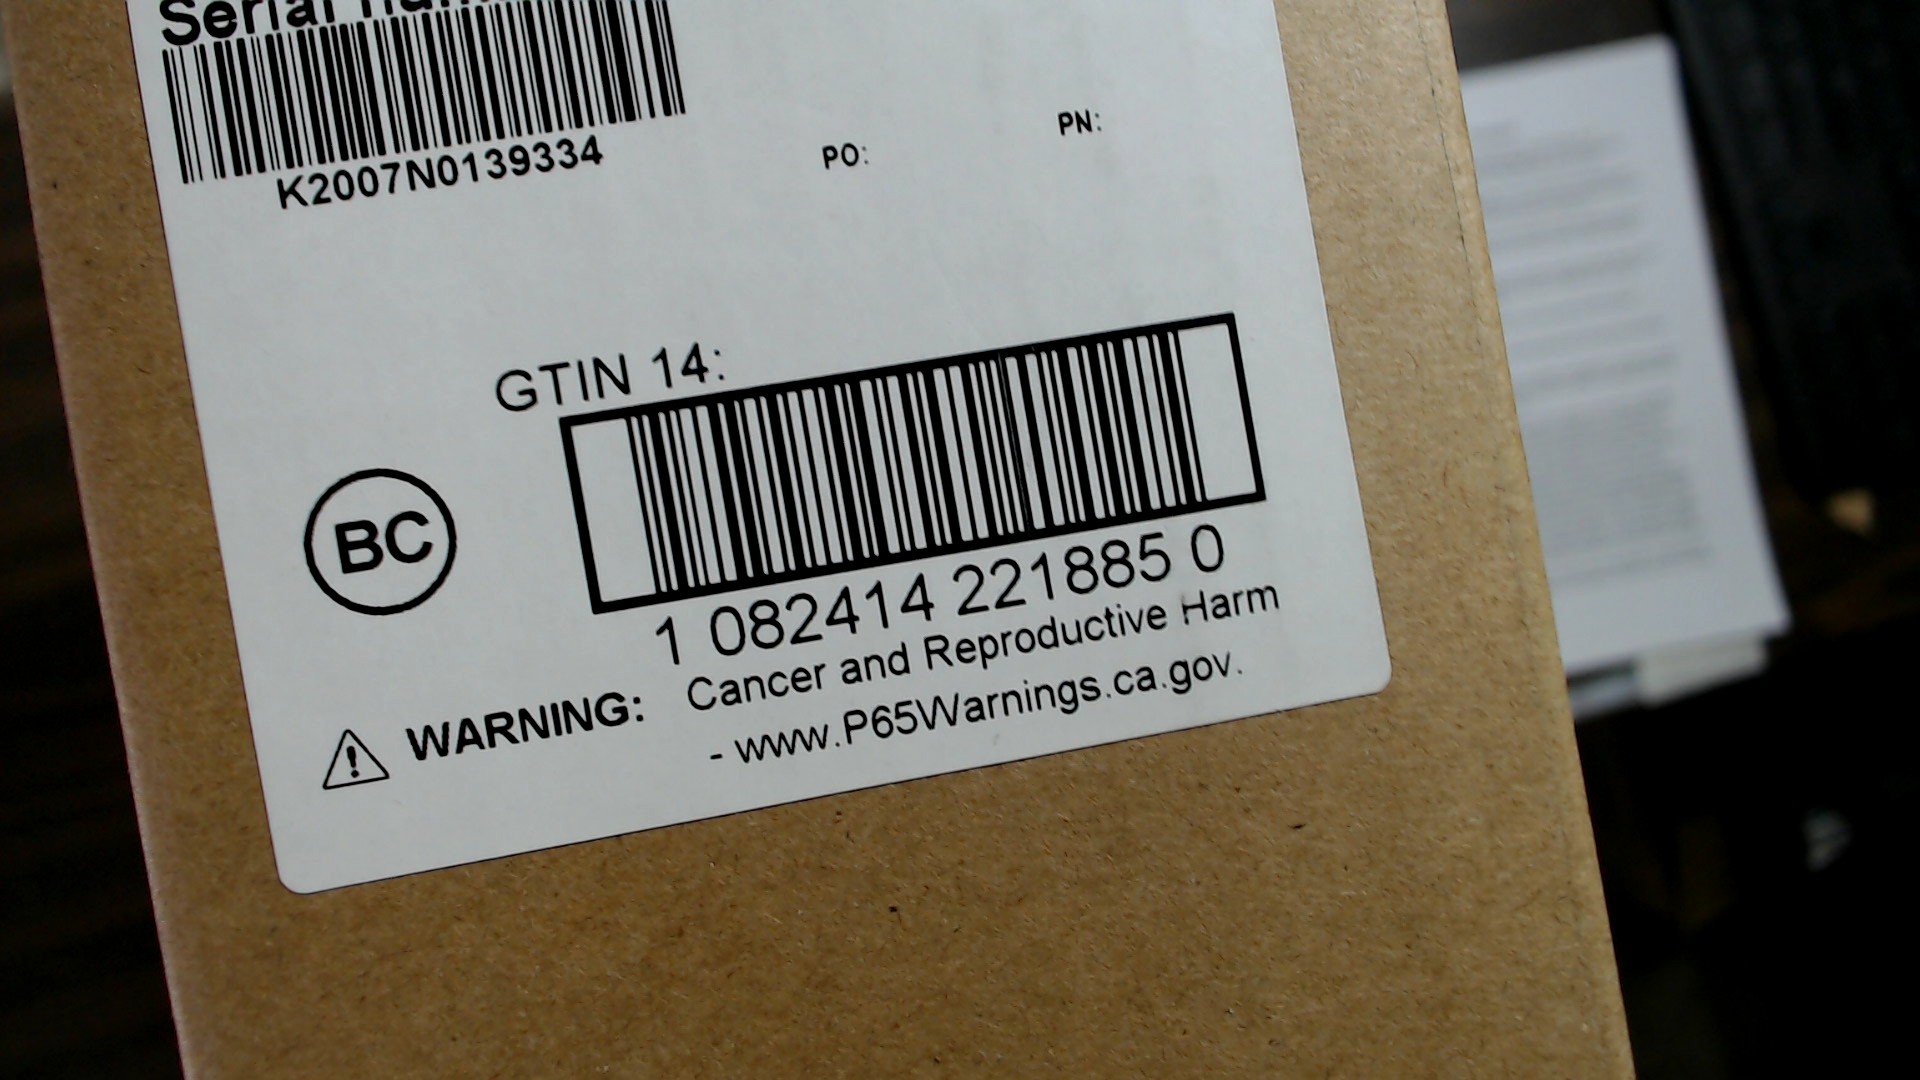 Serial
K2007N0139334
PO:
PN:
GTIN 14:
BC
1 082414 221885 0
WARNING: Cancer and Reproductive Harm
- www.P65Warnings.ca.gov.